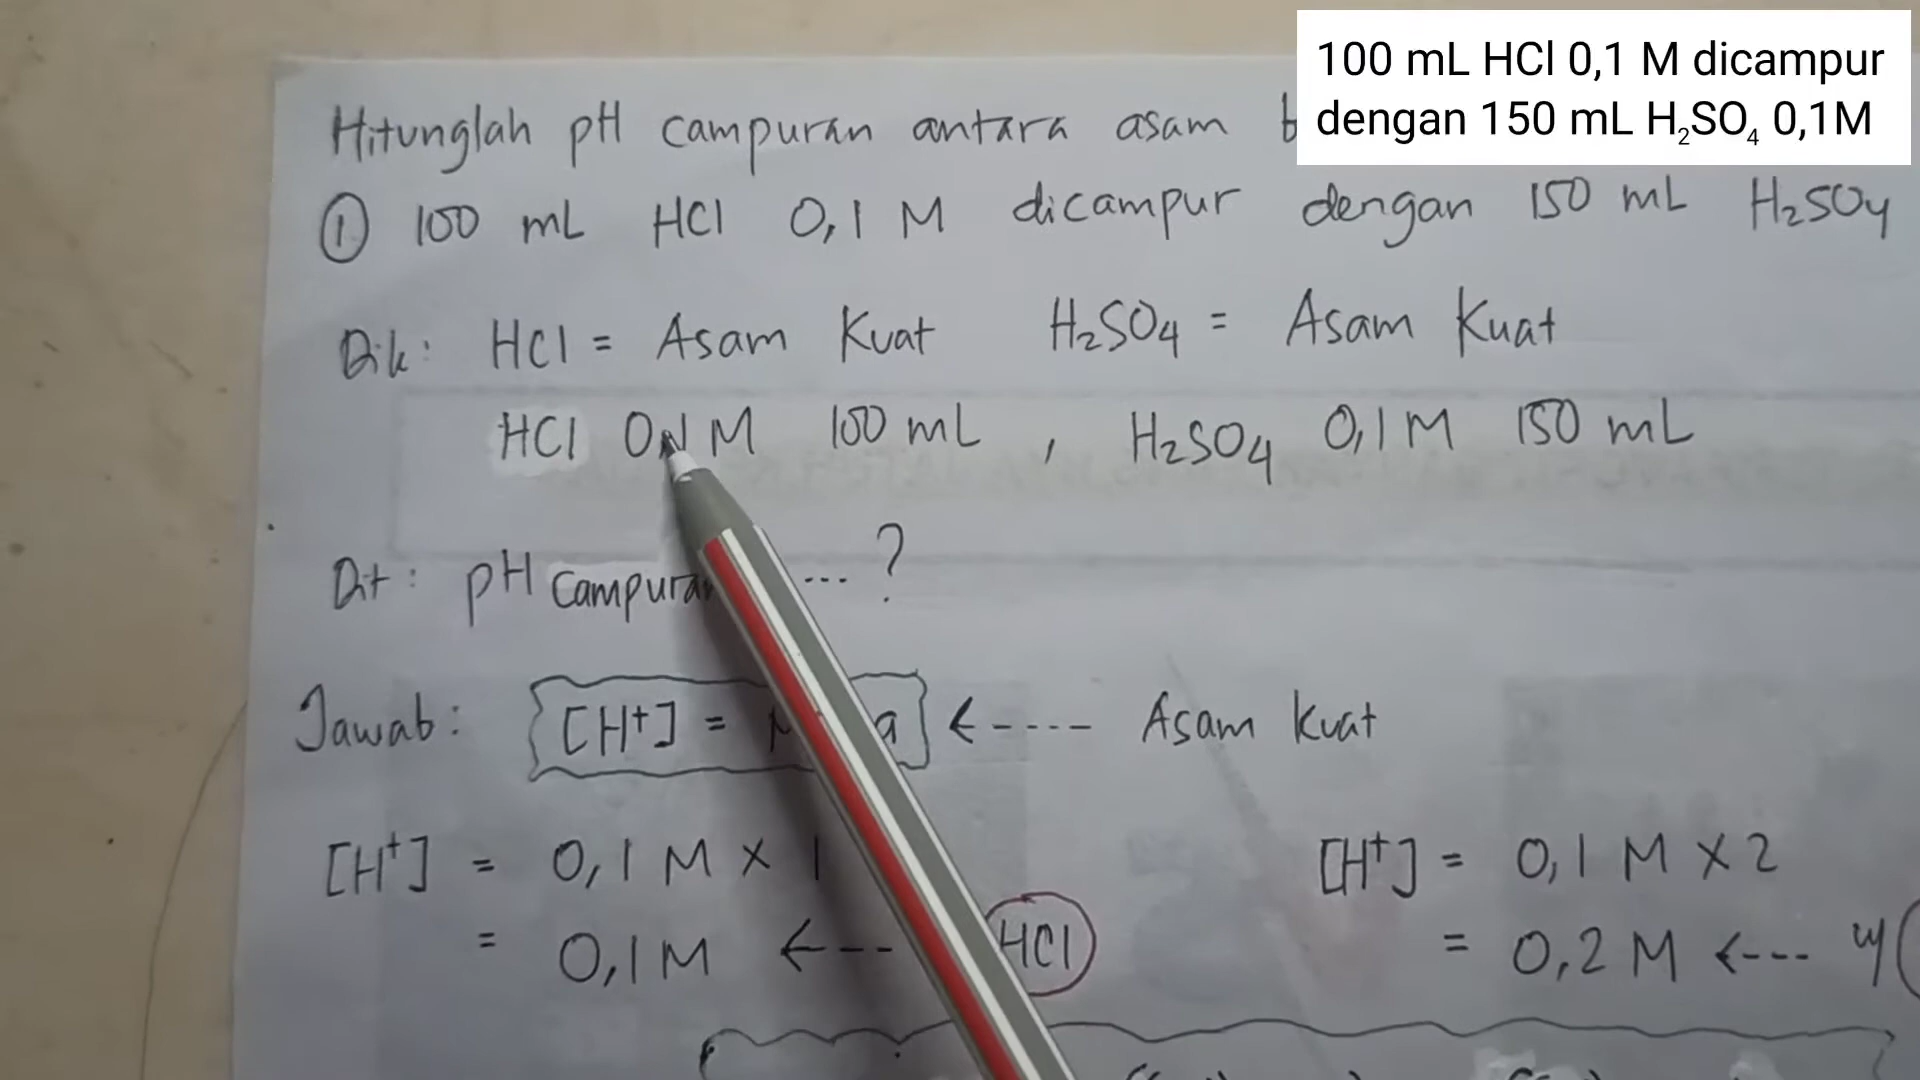 100 mL HCl 0,1 M dicampur
dengan 150 mL H₂SO₄ 0,1M
Hitunglah pH campuran antara asam
① 100 mL HCl 0,1 M dicampur dengan 150 mL H₂SO₄
Dik: HCl = Asam Kuat H₂SO₄ = Asam Kuat
HCl 0,1 M 100 mL , H₂SO₄ 0,1 M 150 mL
Dit: pH campuran ... ?
Jawab: [H⁺] = a ← ---- Asam Kuat
[H⁺] = 0,1 M × 1 [H⁺] = 0,1 M × 2
= 0,1 M ← -- HCl = 0,2 M ← ---